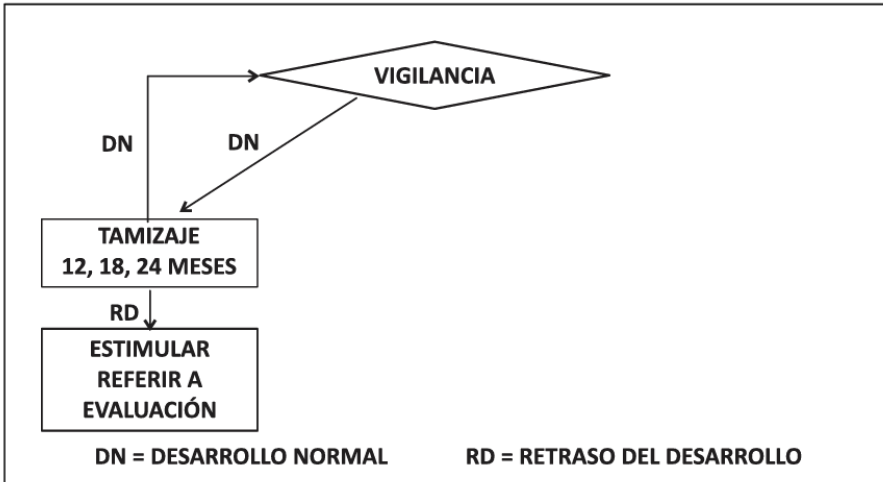 VIGILANCIA
DN
DN
TAMIZAJE
12, 18, 24 MESES
RD
ESTIMULAR
REFERIR A
EVALUACIÓN
DN = DESARROLLO NORMAL
RD = RETRASO DEL DESARROLLO